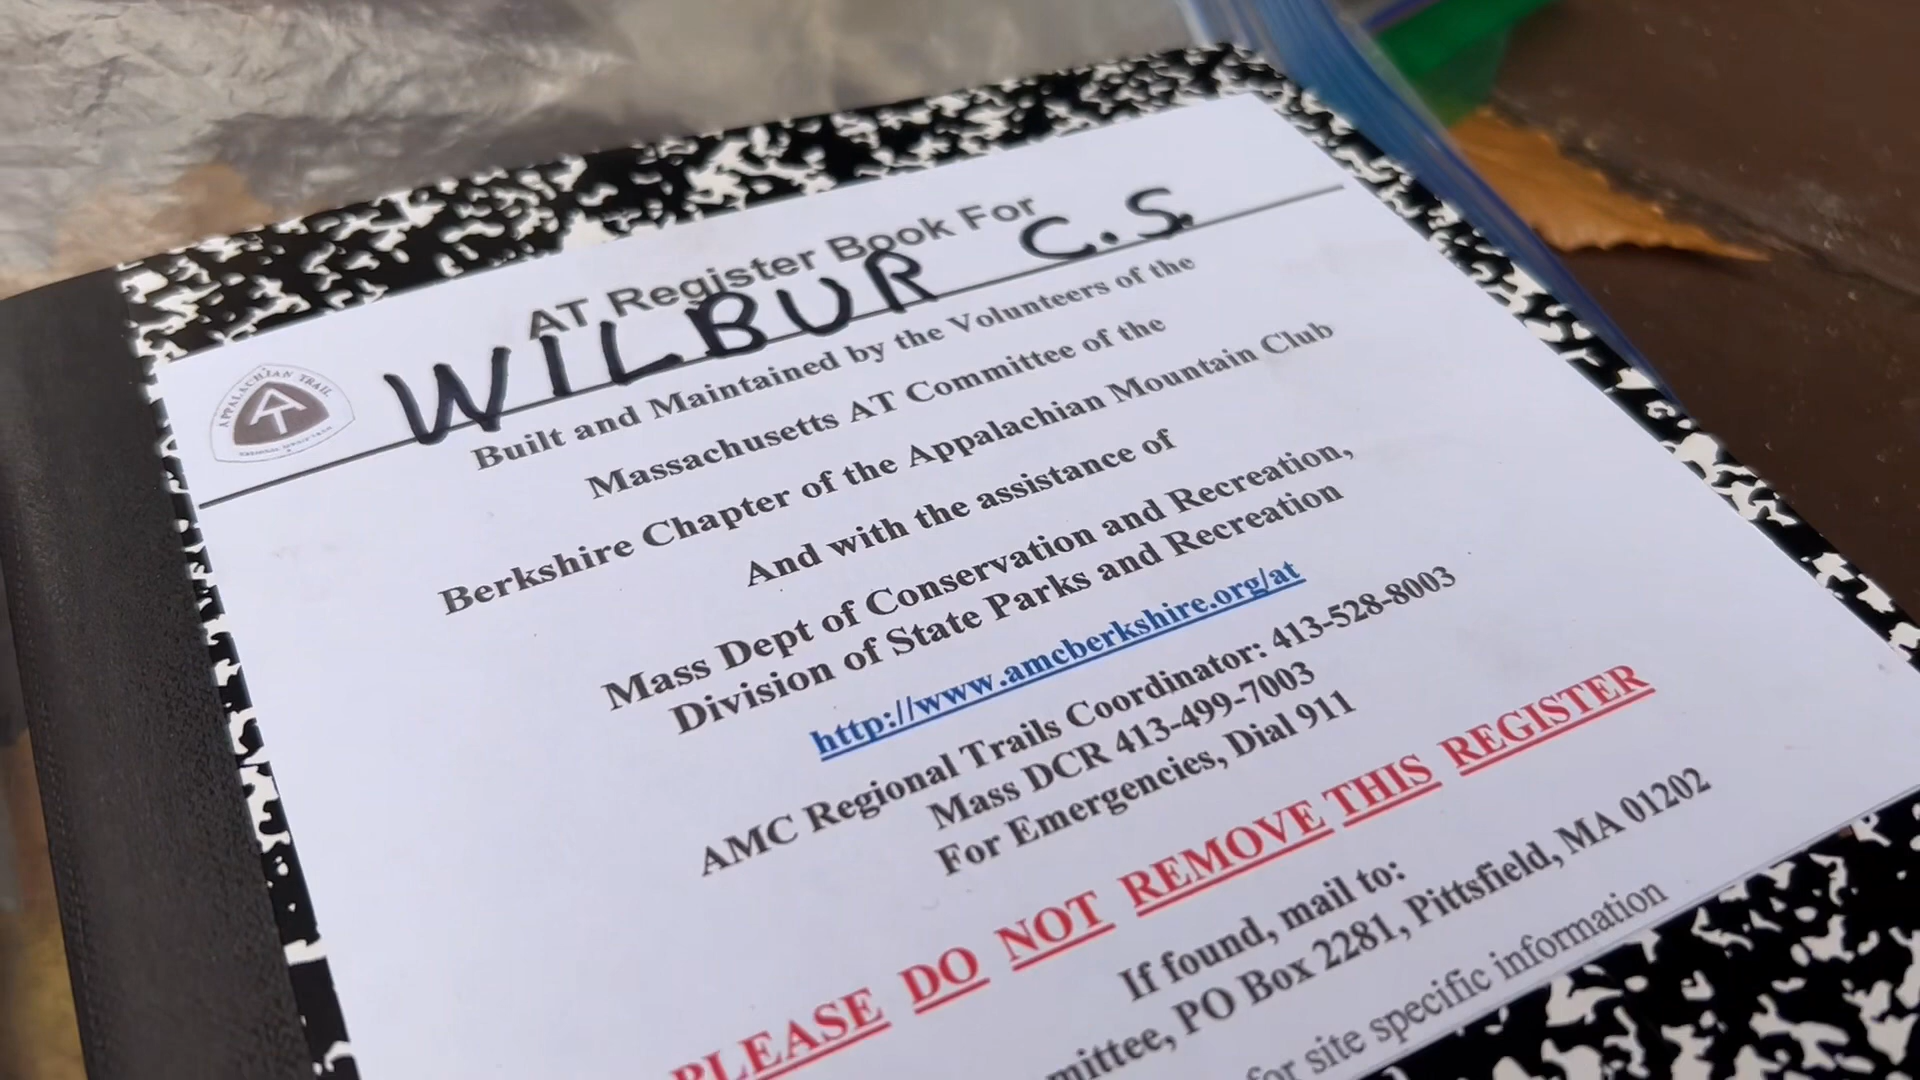 AT Register Book For
WILBUR C.S.
APPALACHIAN TRAIL
AT
Built and Maintained by the Volunteers of the
Massachusetts AT Committee of the
Berkshire Chapter of the Appalachian Mountain Club
And with the assistance of
Mass Dept of Conservation and Recreation,
Division of State Parks and Recreation
http://www.amcberkshire.org/at
AMC Regional Trails Coordinator: 413-528-8003
Mass DCR 413-499-7003
For Emergencies, Dial 911
PLEASE DO NOT REMOVE THIS REGISTER
If found, mail to:
mittee, PO Box 2281, Pittsfield, MA 01202
for site specific information